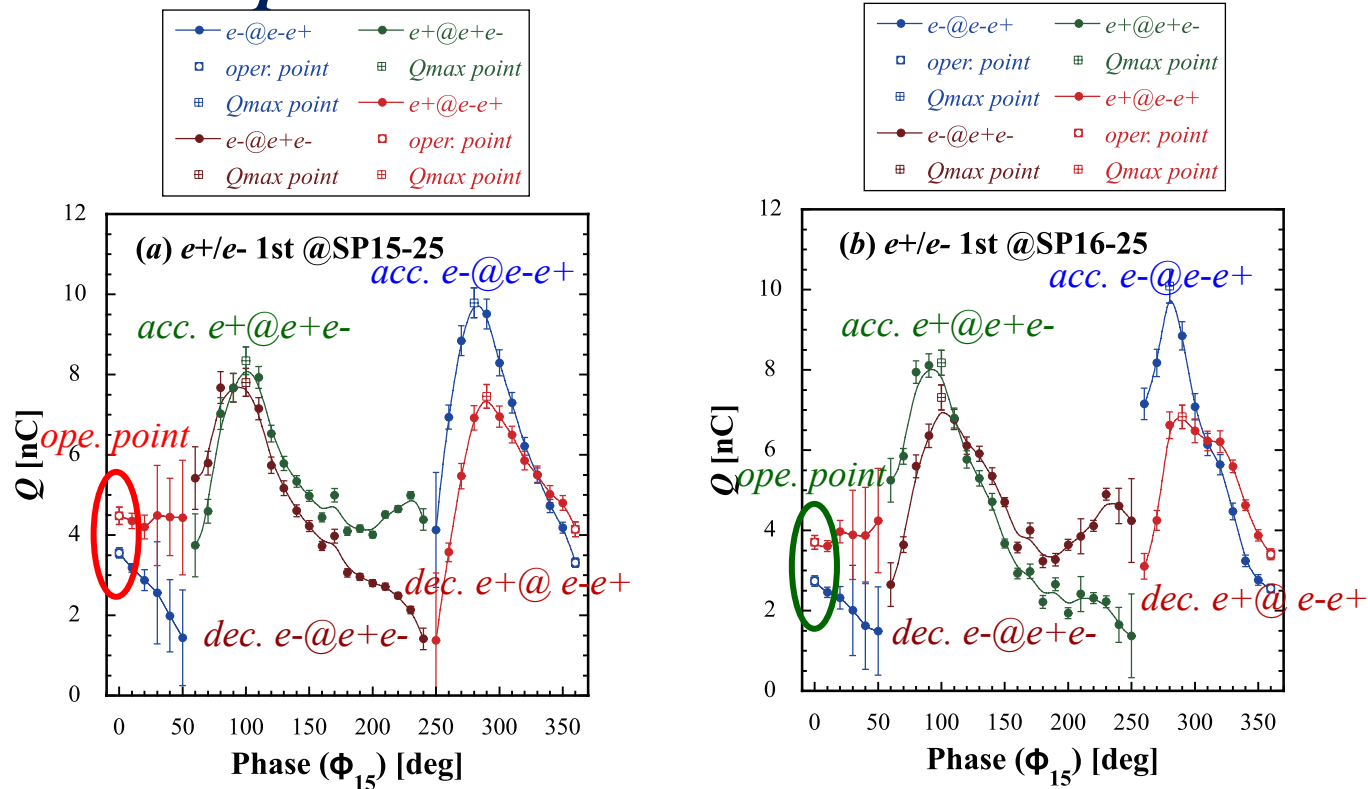 e-@e-e+ e+@e+e-
oper. point Qmax point
Qmax point e+@e-e+
e-@e+e- oper. point
Qmax point Qmax point
12
10
8
6
4
2
0
Q [nC]
(a) e+/e- 1st @SP15-25
acc. e-@e-e+
acc. e+@e+e-
ope. point
dec. e+@ e-e+
dec. e-@e+e-
0 50 100 150 200 250 300 350
Phase (Φ15) [deg]
e-@e-e+ e+@e+e-
oper. point Qmax point
Qmax point e+@e-e+
e-@e+e- oper. point
Qmax point Qmax point
12
10
8
6
4
2
0
Q [nC]
(b) e+/e- 1st @SP16-25
acc. e-@e-e+
acc. e+@e+e-
ope. point
dec. e+@ e-e+
dec. e-@e+e-
0 50 100 150 200 250 300 350
Phase (Φ15) [deg]